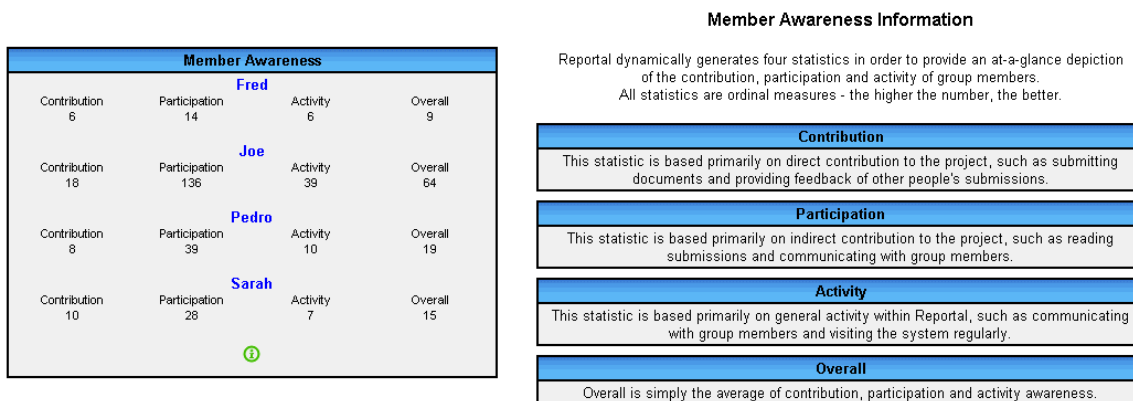 Member Awareness
Fred
Contribution Participation Activity Overall
6 14 6 9
Joe
Contribution Participation Activity Overall
18 136 39 64
Pedro
Contribution Participation Activity Overall
8 39 10 19
Sarah
Contribution Participation Activity Overall
10 28 7 15
Member Awareness Information
Reportal dynamically generates four statistics in order to provide an at-a-glance depiction
of the contribution, participation and activity of group members.
All statistics are ordinal measures - the higher the number, the better.
Contribution
This statistic is based primarily on direct contribution to the project, such as submitting
documents and providing feedback of other people's submissions.
Participation
This statistic is based primarily on indirect contribution to the project, such as reading
submissions and communicating with group members.
Activity
This statistic is based primarily on general activity within Reportal, such as communicating
with group members and visiting the system regularly.
Overall
Overall is simply the average of contribution, participation and activity awareness.